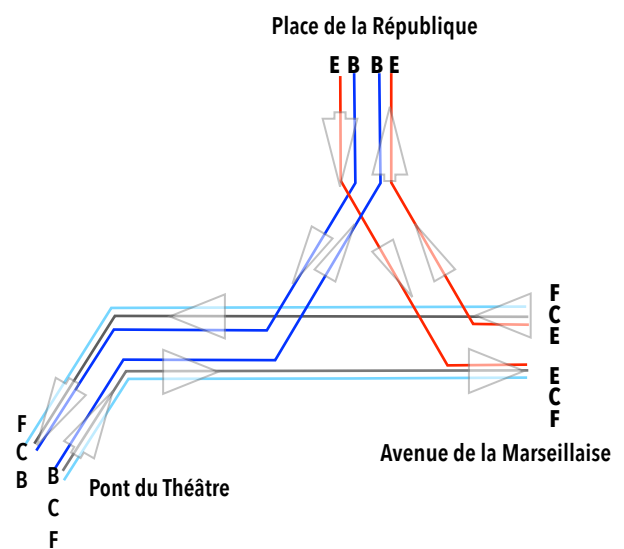 Place de la République
E B B E
F
C
E
E
C
F
Avenue de la Marseillaise
F
C
B
B
C
F
Pont du Théâtre